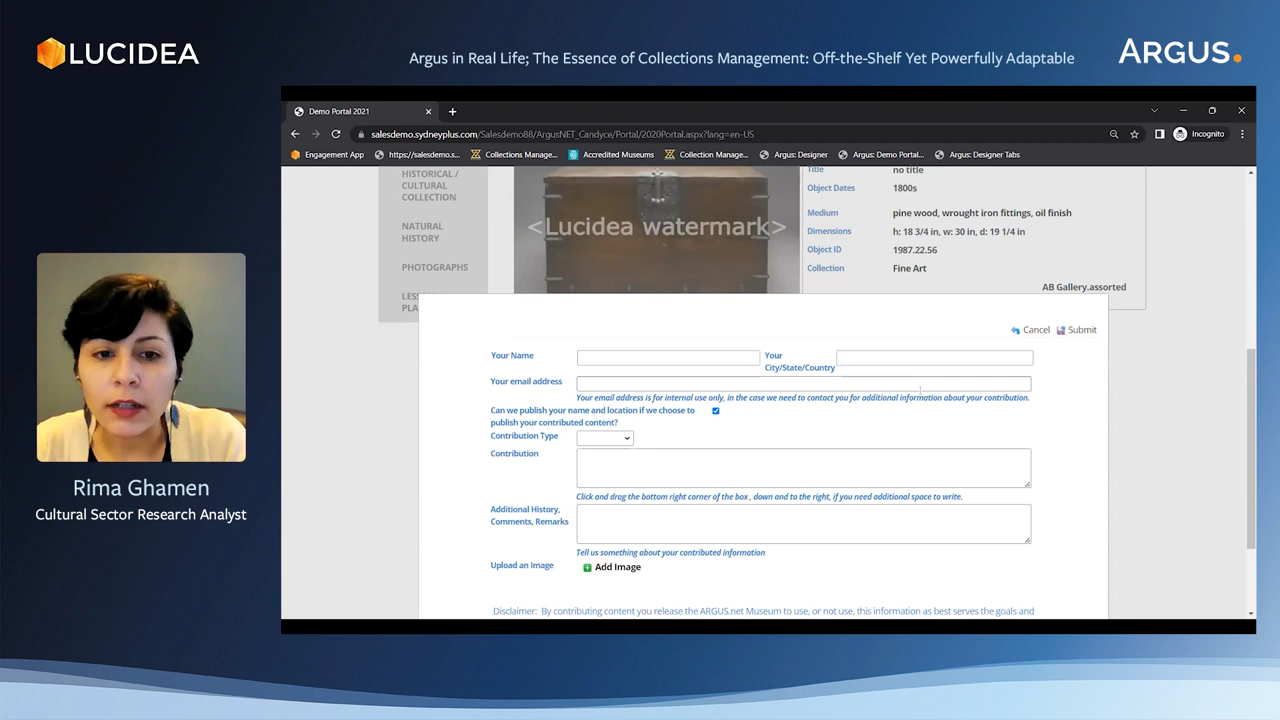 LUCIDEA
Argus in Real Life; The Essence of Collections Management: Off-the-Shelf Yet Powerfully Adaptable
ARGUS.
Demo Portal 2021
salesdemo.sydneyplus.com/Salesdemo88/ArgusNET_Candyce/Portal/2020Portal.aspx?lang=en-US
Incognito
Engagement App
https://salesdemo.s...
Collections Manage...
Accredited Museums
Collection Manage...
Argus: Designer
Argus: Demo Portal...
Argus: Designer Tabs
HISTORICAL /
CULTURAL
COLLECTION
NATURAL
HISTORY
PHOTOGRAPHS
<Lucidea watermark>
Title no title
Object Dates 1800s
Medium pine wood, wrought iron fittings, oil finish
Dimensions h: 18 3/4 in, w: 30 in, d: 19 1/4 in
Object ID 1987.22.56
Collection Fine Art
AB Gallery.assorted
Cancel Submit
Your Name
Your
City/State/Country
Your email address
Your email address is for internal use only, in the case we need to contact you for additional information about your contribution.
Can we publish your name and location if we choose to
publish your contributed content?
Contribution Type
Contribution
Click and drag the bottom right corner of the box , down and to the right, if you need additional space to write.
Additional History,
Comments, Remarks
Tell us something about your contributed information
Upload an Image
Add Image
Disclaimer: By contributing content you release the ARGUS.net Museum to use, or not use, this information as best serves the goals and
Rima Ghamen
Cultural Sector Research Analyst